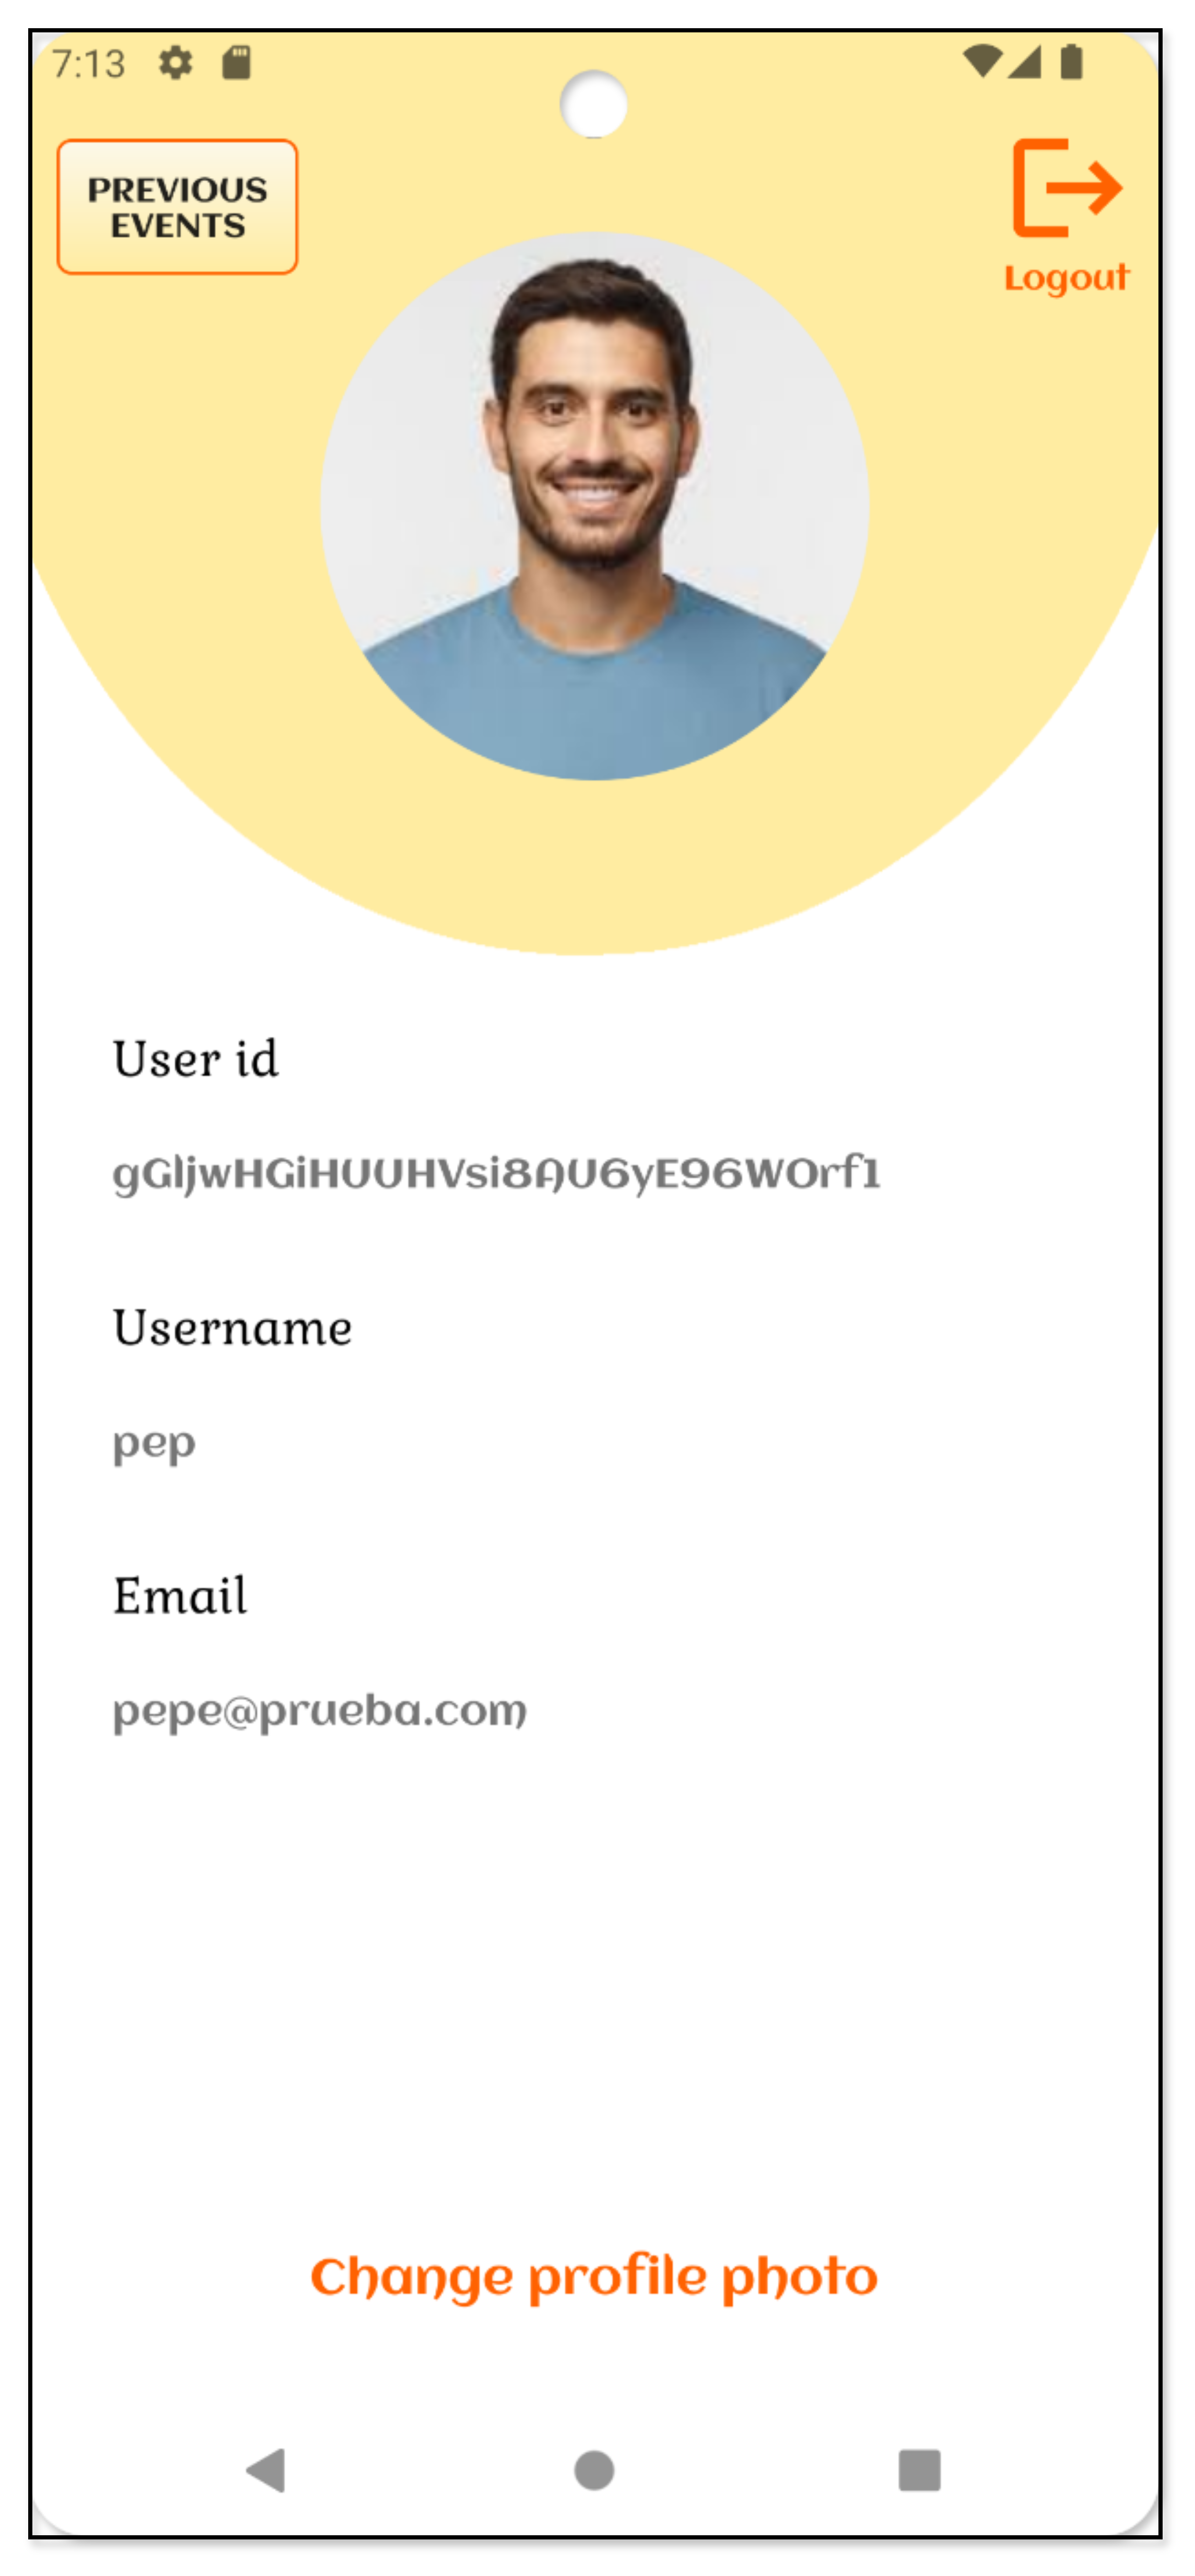 7:13
PREVIOUS
EVENTS
Logout
User id
gGljwHGiHUUHVsi8AU6yE96WOrf1
Username
pep
Email
pepe@prueba.com
Change profile photo